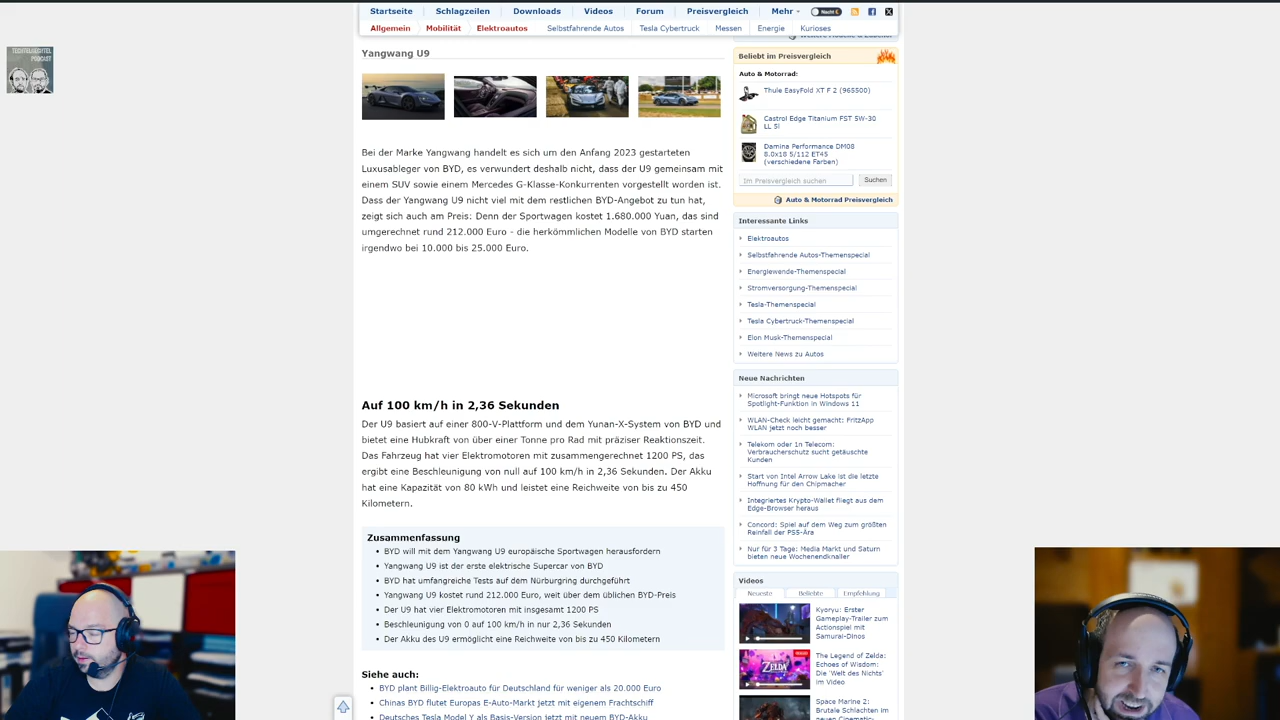 Startseite
Schlagzeilen
Downloads
Videos
Forum
Preisvergleich
Mehr
Allgemein
Mobilität
Elektroautos
Selbstfahrende Autos
Tesla Cybertruck
Messen
Energie
Kurioses
TECHTELMECHTEL
PODCAST
Yangwang U9
Bei der Marke Yangwang handelt es sich um den Anfang 2023 gestarteten
Luxusableger von BYD, es verwundert deshalb nicht, dass der U9 gemeinsam mit
einem SUV sowie einem Mercedes G-Klasse-Konkurrenten vorgestellt worden ist.
Dass der Yangwang U9 nicht viel mit dem restlichen BYD-Angebot zu tun hat,
zeigt sich auch am Preis: Denn der Sportwagen kostet 1.680.000 Yuan, das sind
umgerechnet rund 212.000 Euro - die herkömmlichen Modelle von BYD starten
irgendwo bei 10.000 bis 25.000 Euro.
Auf 100 km/h in 2,36 Sekunden
Der U9 basiert auf einer 800-V-Plattform und dem Yunan-X-System von BYD und
bietet eine Hubkraft von über einer Tonne pro Rad mit präziser Reaktionszeit.
Das Fahrzeug hat vier Elektromotoren mit zusammengerechnet 1200 PS, das
ergibt eine Beschleunigung von null auf 100 km/h in 2,36 Sekunden. Der Akku
hat eine Kapazität von 80 kWh und leistet eine Reichweite von bis zu 450
Kilometern.
Zusammenfassung
• BYD will mit dem Yangwang U9 europäische Sportwagen herausfordern
• Yangwang U9 ist der erste elektrische Supercar von BYD
• BYD hat umfangreiche Tests auf dem Nürburgring durchgeführt
• Yangwang U9 kostet rund 212.000 Euro, weit über dem üblichen BYD-Preis
• Der U9 hat vier Elektromotoren mit insgesamt 1200 PS
• Beschleunigung von 0 auf 100 km/h in nur 2,36 Sekunden
• Der Akku des U9 ermöglicht eine Reichweite von bis zu 450 Kilometern
Siehe auch:
• BYD plant Billig-Elektroauto für Deutschland für weniger als 20.000 Euro
• Chinas BYD flutet Europas E-Auto-Markt jetzt mit eigenem Frachtschiff
• Deutsches Tesla Model Y als Basis-Version jetzt mit neuem BYD-Akku
Beliebt im Preisvergleich
Auto & Motorrad:
Thule EasyFold XT F 2 (965500)
Castrol Edge Titanium FST 5W-30
LL 5l
Damina Performance DM08
8.0x18 5/112 ET45
(verschiedene Farben)
Im Preisvergleich suchen
Suchen
Auto & Motorrad Preisvergleich
Interessante Links
Elektroautos
Selbstfahrende Autos-Themenspecial
Energiewende-Themenspecial
Stromversorgung-Themenspecial
Tesla-Themenspecial
Tesla Cybertruck-Themenspecial
Elon Musk-Themenspecial
Weitere News zu Autos
Neue Nachrichten
Microsoft bringt neue Hotspots für
Spotlight-Funktion in Windows 11
WLAN-Check leicht gemacht: FritzApp
WLAN jetzt noch besser
Telekom oder 1n Telecom:
Verbraucherschutz sucht getäuschte
Kunden
Start von Intel Arrow Lake ist die letzte
Hoffnung für den Chipmacher
Integriertes Krypto-Wallet fliegt aus dem
Edge-Browser heraus
Concord: Spiel auf dem Weg zum größten
Reinfall der PS5-Ära
Nur für 3 Tage: Media Markt und Saturn
bieten neue Wochenendknaller
Videos
Neueste
Beliebte
Empfehlung
Kyoryu: Erster
Gameplay-Trailer zum
Actionspiel mit
Samurai-Dinos
ZELDA
The Legend of Zelda:
Echoes of Wisdom:
Die 'Welt des Nichts'
im Video
Space Marine 2:
Brutale Schlachten im
neuen Cinematic-